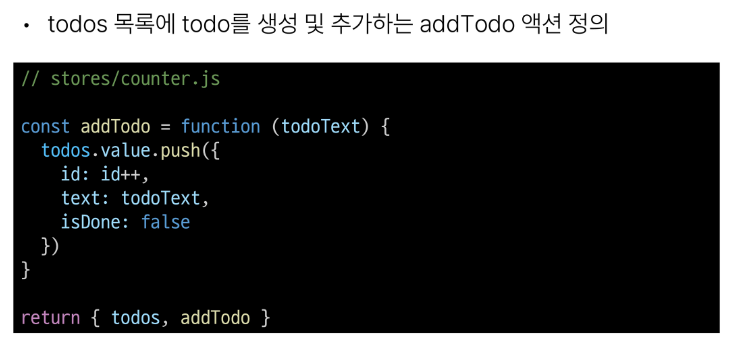 • todos 목록에 todo를 생성 및 추가하는 addTodo 액션 정의
// stores/counter.js
const addTodo = function (todoText) {
  todos.value.push({
    id: id++,
    text: todoText,
    isDone: false
  })
}
return { todos, addTodo }